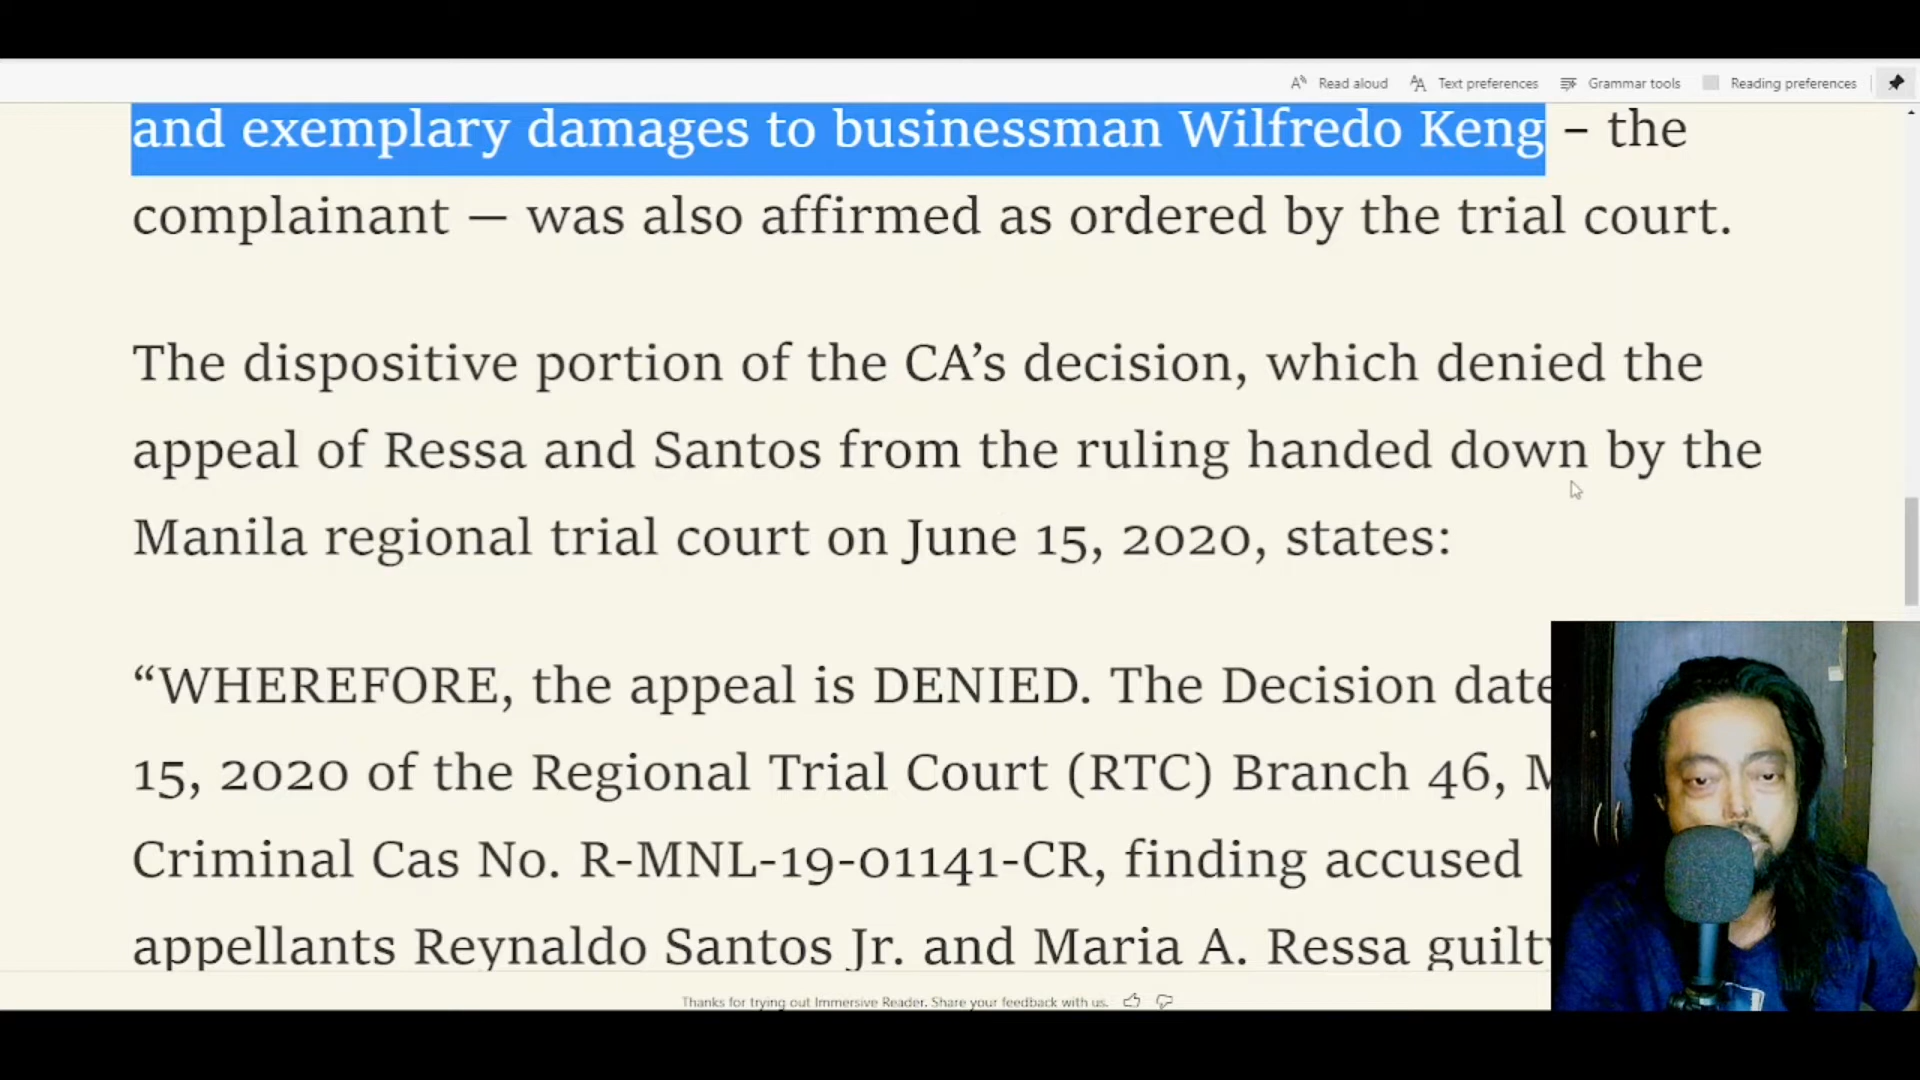 Read aloud Text preferences Grammar tools Reading preferences
and exemplary damages to businessman Wilfredo Keng – the
complainant — was also affirmed as ordered by the trial court.
The dispositive portion of the CA’s decision, which denied the
appeal of Ressa and Santos from the ruling handed down by the
Manila regional trial court on June 15, 2020, states:
“WHEREFORE, the appeal is DENIED. The Decision date
15, 2020 of the Regional Trial Court (RTC) Branch 46, M
Criminal Cas No. R-MNL-19-01141-CR, finding accused
appellants Reynaldo Santos Jr. and Maria A. Ressa guilty
Thanks for trying out Immersive Reader. Share your feedback with us.